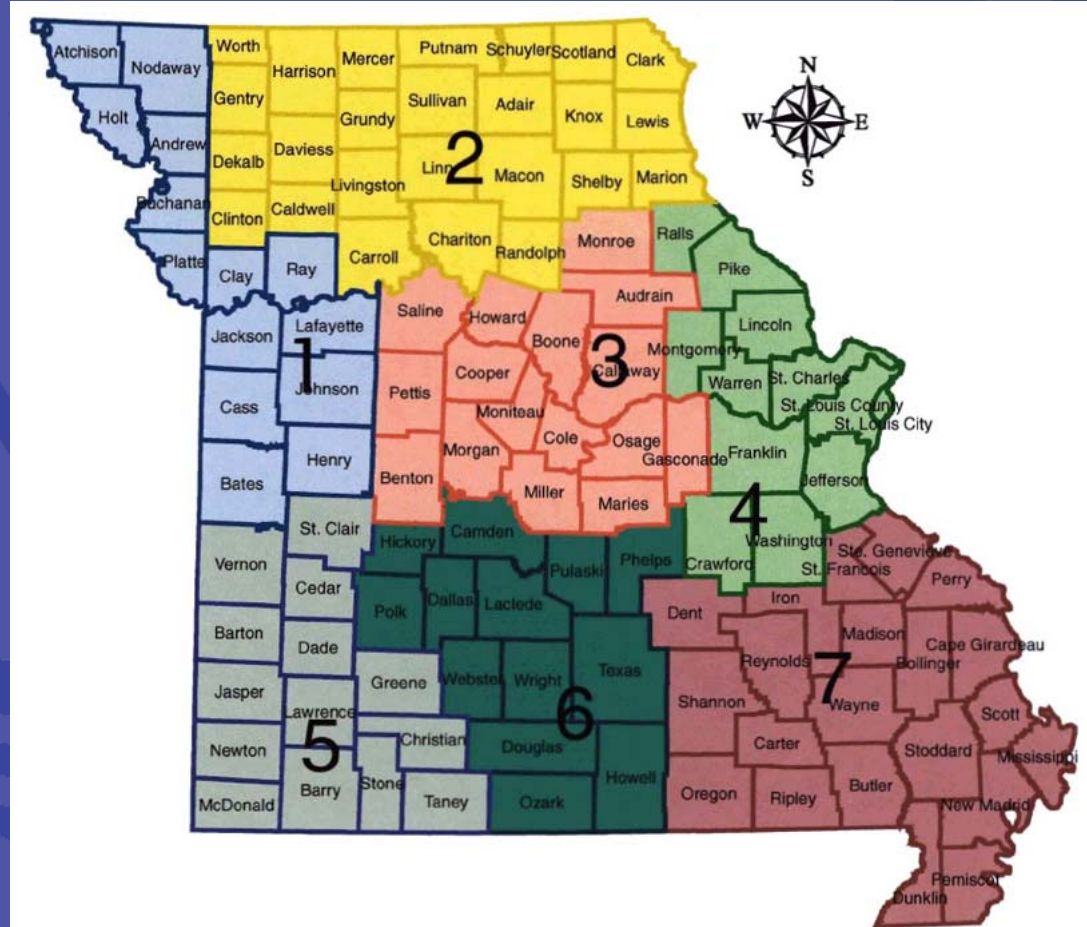 Atchison
Nodaway
Worth
Harrison
Mercer
Putnam
Schuyler
Scotland
Clark
N
W
E
S
Holt
Gentry
Sullivan
Adair
Knox
Lewis
Andrew
Grundy
Dekalb
Daviess
2
Linn
Macon
Shelby
Marion
Buchanan
Livingston
Clinton
Caldwell
Platte
Clay
Ray
Carroll
Chariton
Randolph
Monroe
Ralls
Pike
Saline
Howard
Audrain
Jackson
Lafayette
Boone
Lincoln
1
3
Montgomery
Cass
Johnson
Pettis
Cooper
Callaway
Warren
St. Charles
Moniteau
St. Louis County
St. Louis City
Bates
Henry
Benton
Morgan
Cole
Osage
Gasconade
Franklin
Jefferson
Miller
Maries
4
St. Clair
Hickory
Camden
Vernon
Pulaski
Phelps
Crawford
Washington
Ste. Genevieve
St. Francois
Perry
Cedar
Polk
Dallas
Laclede
Dent
Iron
Barton
Dade
Madison
Cape Girardeau
Bollinger
Jasper
Greene
Webster
Wright
Texas
Reynolds
7
Lawrence
Shannon
Wayne
Scott
5
6
Newton
Christian
Douglas
Carter
Stoddard
Mississippi
McDonald
Barry
Stone
Taney
Ozark
Howell
Oregon
Ripley
Butler
New Madrid
Pemiscot
Dunklin